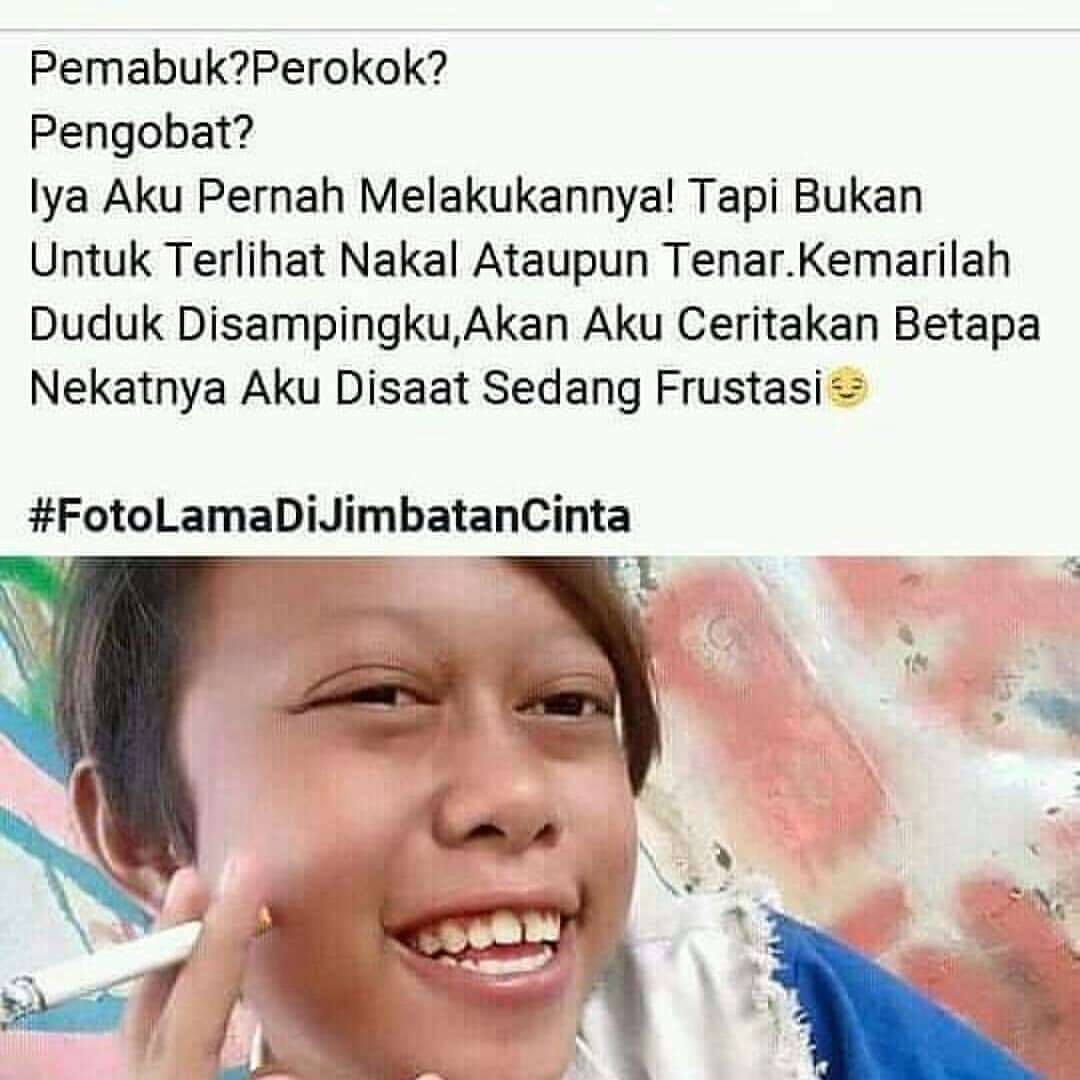 Pemabuk?Perokok?
Pengobat?
Iya Aku Pernah Melakukannya! Tapi Bukan
Untuk Terlihat Nakal Ataupun Tenar.Kemarilah
Duduk Disampingku,Akan Aku Ceritakan Betapa
Nekatnya Aku Disaat Sedang Frustasi😏
#FotoLamaDiJimbatanCinta